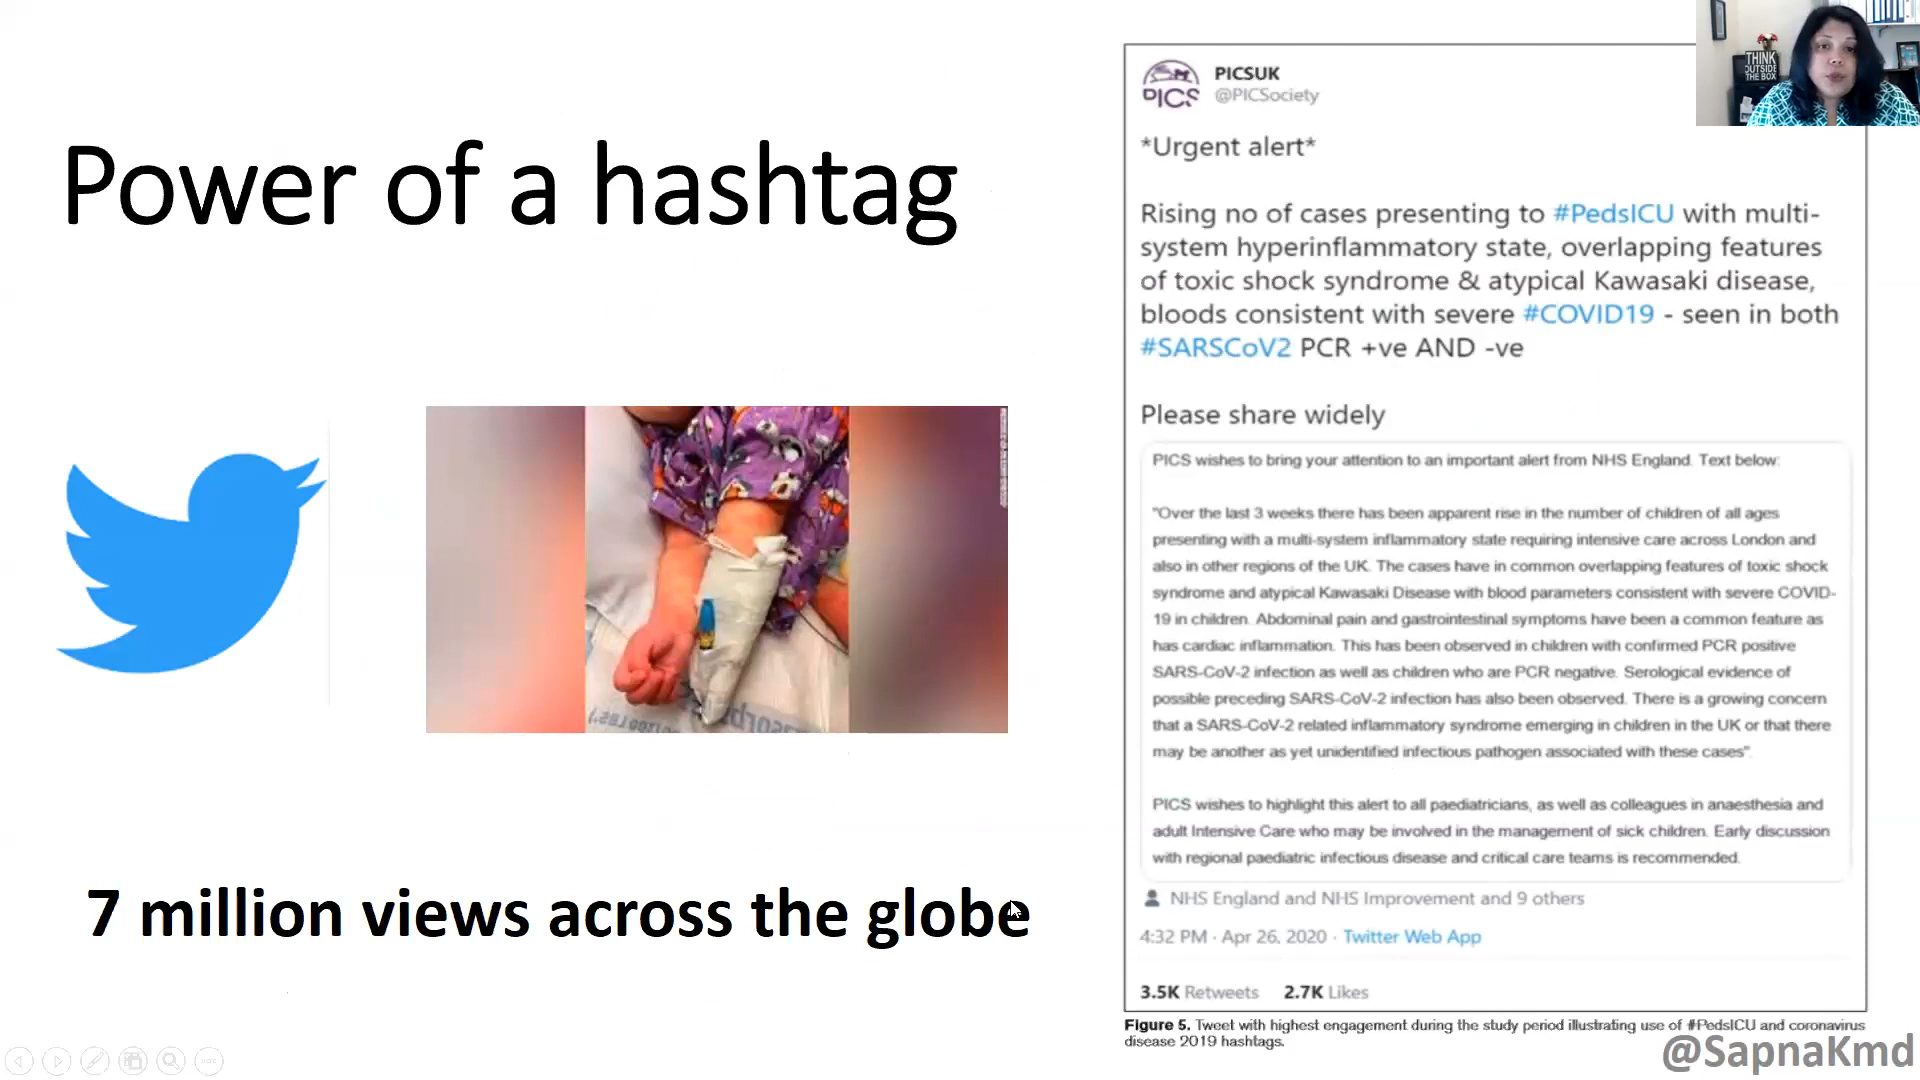 Power of a hashtag
7 million views across the globe
THINK
OUTSIDE
THE BOX
PICS
PICSUK
@PICSociety
*Urgent alert*
Rising no of cases presenting to #PedsICU with multi-
system hyperinflammatory state, overlapping features
of toxic shock syndrome & atypical Kawasaki disease,
bloods consistent with severe #COVID19 - seen in both
#SARSCoV2 PCR +ve AND -ve
Please share widely
PICS wishes to bring your attention to an important alert from NHS England. Text below:
"Over the last 3 weeks there has been apparent rise in the number of children of all ages
presenting with a multi-system inflammatory state requiring intensive care across London and
also in other regions of the UK. The cases have in common overlapping features of toxic shock
syndrome and atypical Kawasaki Disease with blood parameters consistent with severe COVID-
19 in children. Abdominal pain and gastrointestinal symptoms have been a common feature as
has cardiac inflammation. This has been observed in children with confirmed PCR positive
SARS-CoV-2 infection as well as children who are PCR negative. Serological evidence of
possible preceding SARS-CoV-2 infection has also been observed. There is a growing concern
that a SARS-CoV-2 related inflammatory syndrome emerging in children in the UK or that there
may be another as yet unidentified infectious pathogen associated with these cases".
PICS wishes to highlight this alert to all paediatricians, as well as colleagues in anaesthesia and
adult Intensive Care who may be involved in the management of sick children. Early discussion
with regional paediatric infectious disease and critical care teams is recommended.
NHS England and NHS Improvement and 9 others
4:32 PM · Apr 26, 2020 · Twitter Web App
3.5K Retweets 2.7K Likes
Figure 5. Tweet with highest engagement during the study period illustrating use of #PedsICU and coronavirus
disease 2019 hashtags.
@SapnaKmd